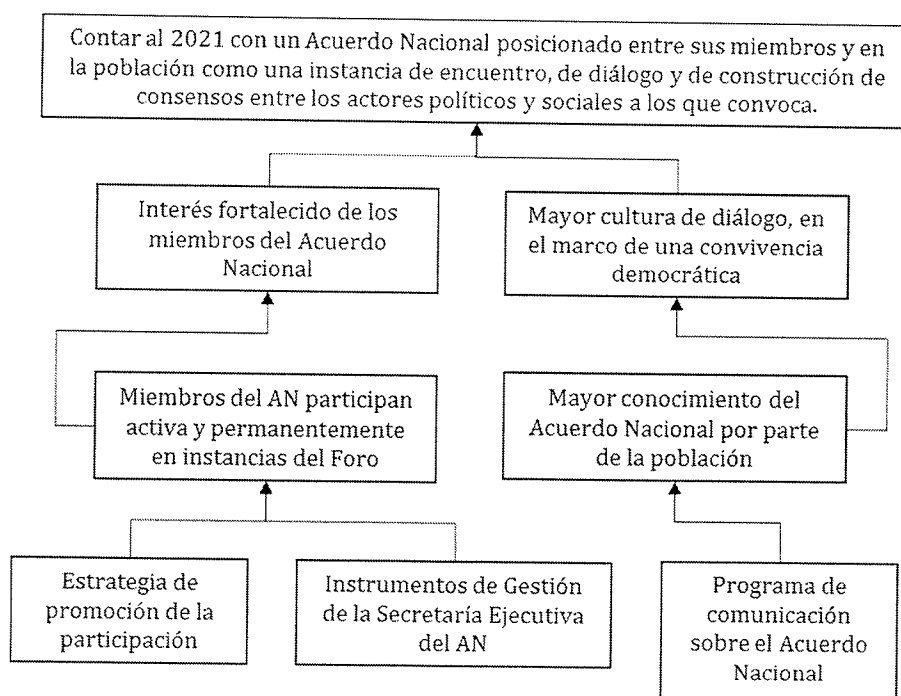 Contar al 2021 con un Acuerdo Nacional posicionado entre sus miembros y en
la población como una instancia de encuentro, de diálogo y de construcción de
consensos entre los actores políticos y sociales a los que convoca.
Interés fortalecido de los
miembros del Acuerdo
Nacional
Mayor cultura de diálogo, en
el marco de una convivencia
democrática
Miembros del AN participan
activa y permanentemente
en instancias del Foro
Mayor conocimiento del
Acuerdo Nacional por parte
de la población
Estrategia de
promoción de la
participación
Instrumentos de Gestión
de la Secretaría Ejecutiva
del AN
Programa de
comunicación
sobre el Acuerdo
Nacional